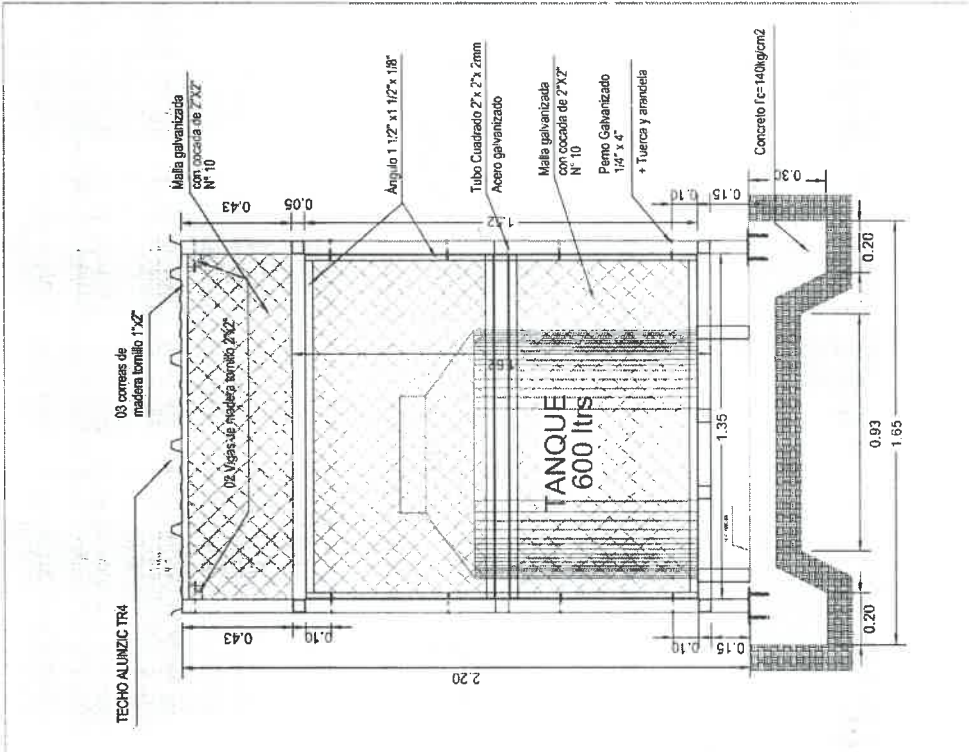 TECHO ALUNZIC TR4
03 correas de
madera tornillo 1"x2"
Malla galvanizada
con cocada de 2"X2"
N° 10
02 Vigas de madera tornillo 2"X2"
Angulo 1 1/2" x1 1/2"x 1/8"
Tubo Cuadrado 2"x 2"x 2mm
Acero galvanizado
Malla galvanizada
con cocada de 2"X2"
N° 10
Perno Galvanizado
1/4" x 4"
+ Tuerca y arandela
Concreto f'c=140kg/cm2
TANQUE
600 ltrs
0.43
0.05
0.10
0.15
0.30
0.43
0.10
0.10
0.15
2.20
1.62
1.35
0.20
0.93
0.20
1.65